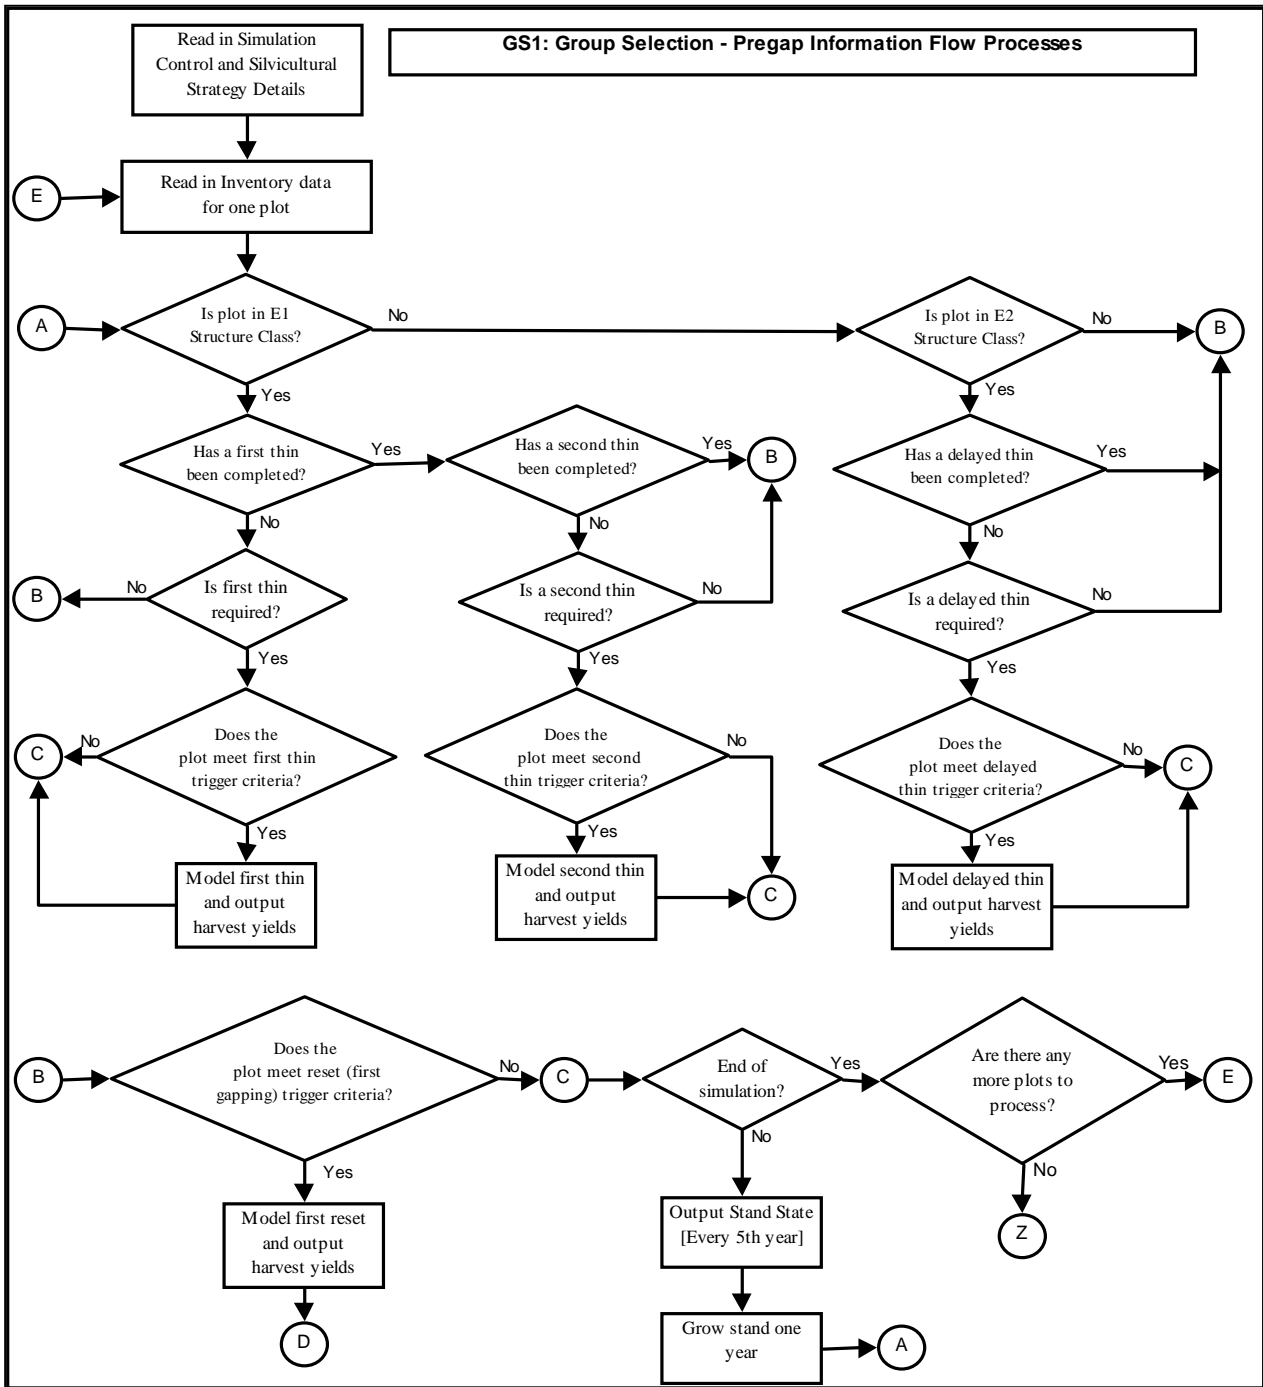 GS1: Group Selection - Pregap Information Flow Processes
Read in Simulation
Control and Silvicultural
Strategy Details
E
Read in Inventory data
for one plot
A
Is plot in E1
Structure Class?
No
Is plot in E2
Structure Class?
No
B
Yes
Yes
Has a first thin
been completed?
Yes
Has a second thin
been completed?
Yes
B
Has a delayed thin
been completed?
Yes
No
No
No
B
No
Is first thin
required?
Is a second thin
required?
No
Is a delayed thin
required?
No
Yes
Yes
Yes
C
No
Does the
plot meet first thin
trigger criteria?
Does the
plot meet second
thin trigger criteria?
No
Does the
plot meet delayed
thin trigger criteria?
No
C
Yes
Yes
Yes
Model first thin
and output
harvest yields
Model second thin
and output
harvest yields
C
Model delayed thin
and output harvest
yields
B
Does the
plot meet reset (first
gapping) trigger criteria?
No
C
End of
simulation?
Yes
Are there any
more plots to
process?
Yes
E
Yes
No
No
Model first reset
and output
harvest yields
Output Stand State
[Every 5th year]
Z
D
Grow stand one
year
A